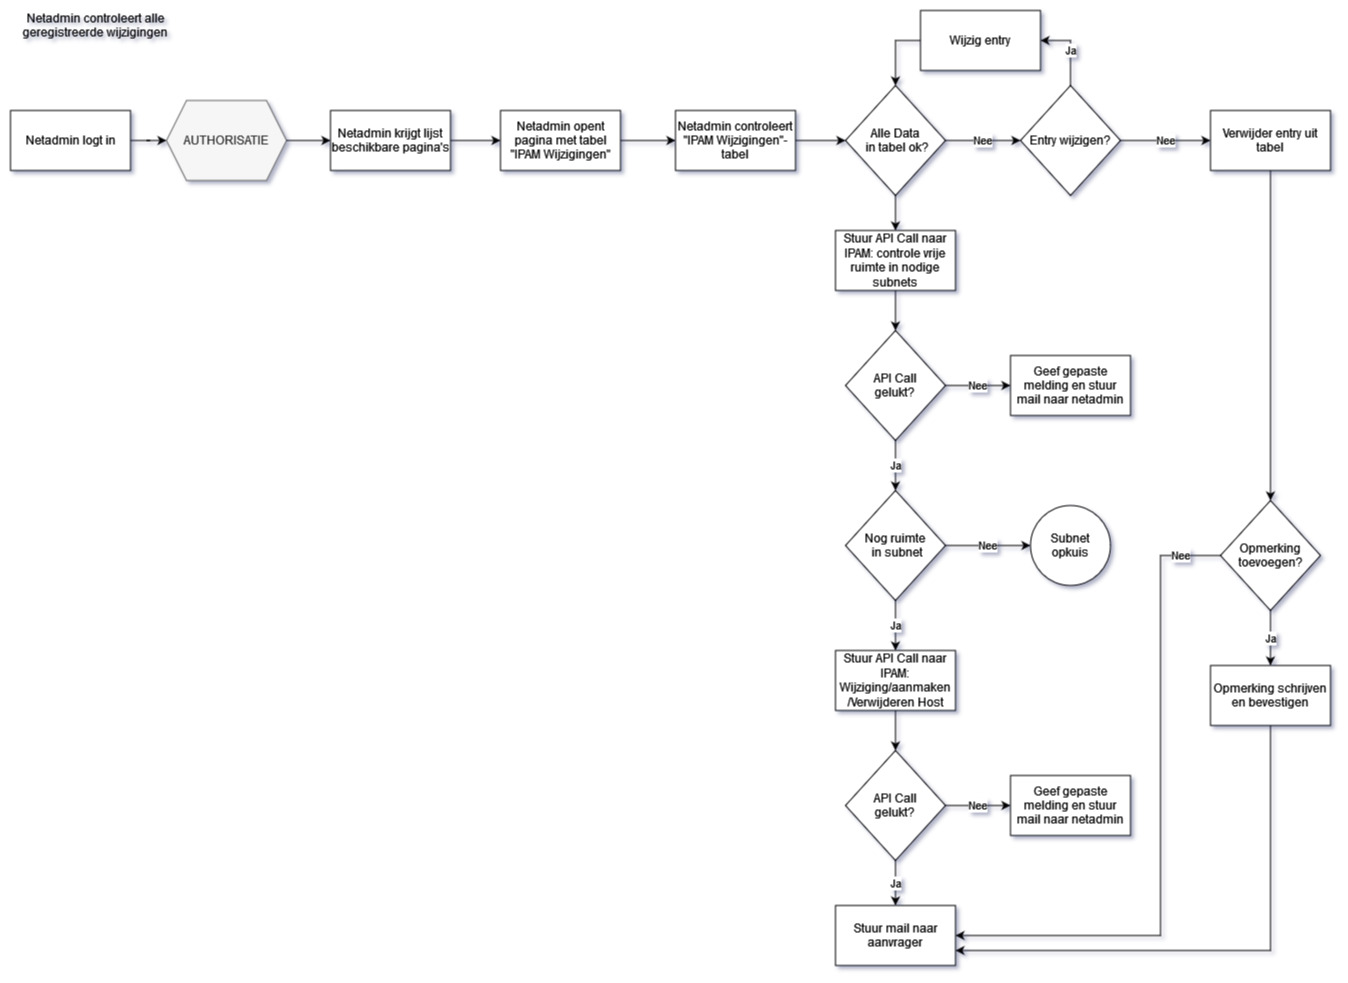 Netadmin controleert alle
geregistreerde wijzigingen
Wijzig entry
Ja
Netadmin logt in
AUTHORISATIE
Netadmin krijgt lijst
beschikbare pagina's
Netadmin opent
pagina met tabel
"IPAM Wijzigingen"
Netadmin controleert
"IPAM Wijzigingen"-
tabel
Alle Data
in tabel ok?
Nee
Entry wijzigen?
Nee
Verwijder entry uit
tabel
Stuur API Call naar
IPAM: controle vrije
ruimte in nodige
subnets
API Call
gelukt?
Nee
Geef gepaste
melding en stuur
mail naar netadmin
Ja
Nog ruimte
in subnet
Nee
Subnet
opkuis
Nee
Opmerking
toevoegen?
Ja
Ja
Stuur API Call naar
IPAM:
Wijziging/aanmaken
/Verwijderen Host
Opmerking schrijven
en bevestigen
API Call
gelukt?
Nee
Geef gepaste
melding en stuur
mail naar netadmin
Ja
Stuur mail naar
aanvrager